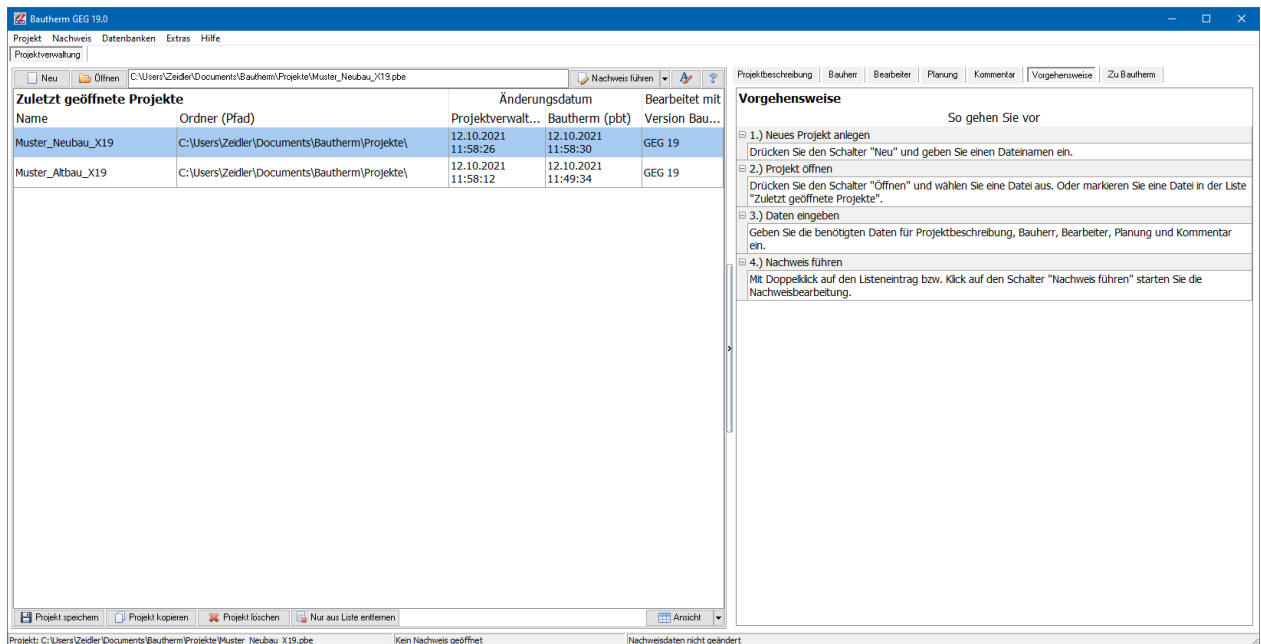 Bautherm GEG 19.0
Projekt Nachweis Datenbanken Extras Hilfe
Projektverwaltung
Neu Öffnen C:\Users\Zeidler\Documents\Bautherm\Projekte\Muster_Neubau_X19.pbe Nachweis führen ?
Zuletzt geöffnete Projekte Änderungsdatum Bearbeitet mit
Name Ordner (Pfad) Projektverwalt... Bautherm (pbt) Version Bau...
Muster_Neubau_X19 C:\Users\Zeidler\Documents\Bautherm\Projekte\ 12.10.2021 11:58:26 12.10.2021 11:58:30 GEG 19
Muster_Altbau_X19 C:\Users\Zeidler\Documents\Bautherm\Projekte\ 12.10.2021 11:58:12 12.10.2021 11:49:34 GEG 19
Projektbeschreibung Bauherr Bearbeiter Planung Kommentar Vorgehensweise Zu Bautherm
Vorgehensweise
So gehen Sie vor
1.) Neues Projekt anlegen
Drücken Sie den Schalter "Neu" und geben Sie einen Dateinamen ein.
2.) Projekt öffnen
Drücken Sie den Schalter "Öffnen" und wählen Sie eine Datei aus. Oder markieren Sie eine Datei in der Liste
"Zuletzt geöffnete Projekte".
3.) Daten eingeben
Geben Sie die benötigten Daten für Projektbeschreibung, Bauherr, Bearbeiter, Planung und Kommentar
ein.
4.) Nachweis führen
Mit Doppelklick auf den Listeneintrag bzw. Klick auf den Schalter "Nachweis führen" starten Sie die
Nachweisbearbeitung.
Projekt speichern Projekt kopieren Projekt löschen Nur aus Liste entfernen Ansicht
Projekt: C:\Users\Zeidler\Documents\Bautherm\Projekte\Muster_Neubau_X19.pbe Kein Nachweis geöffnet Nachweisdaten nicht geändert